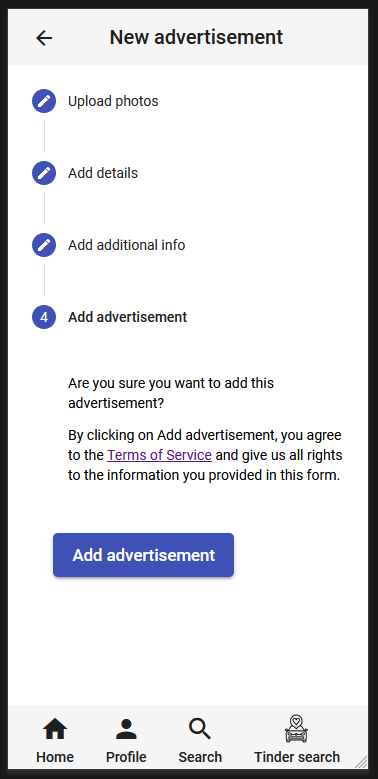 New advertisement
Upload photos
Add details
Add additional info
4
Add advertisement
Are you sure you want to add this
advertisement?
By clicking on Add advertisement, you agree
to the Terms of Service and give us all rights
to the information you provided in this form.
Add advertisement
Home
Profile
Search
Tinder search